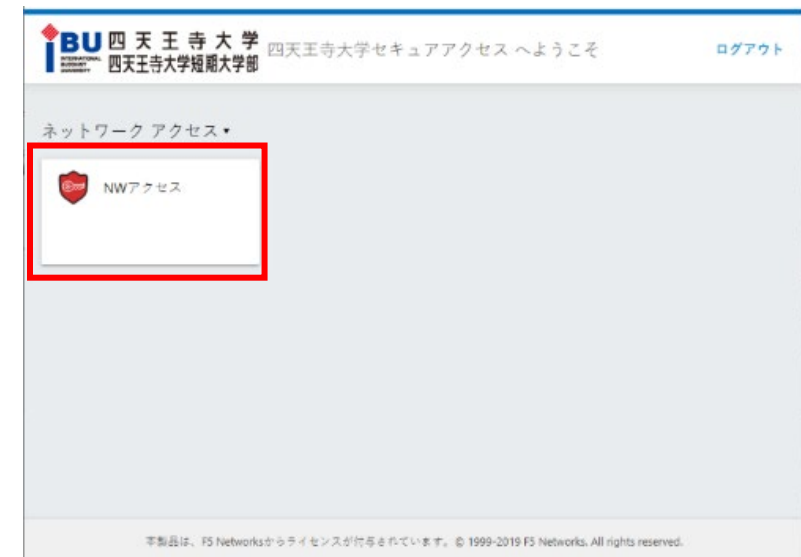 IBU 四天王寺大学
INTERNATIONAL BUDDHIST UNIVERSITY 四天王寺大学短期大学部
四天王寺大学セキュアアクセス へようこそ
ログアウト
ネットワーク アクセス▾
NWアクセス
本製品は、F5 Networksからライセンスが付与されています。© 1999-2019 F5 Networks. All rights reserved.